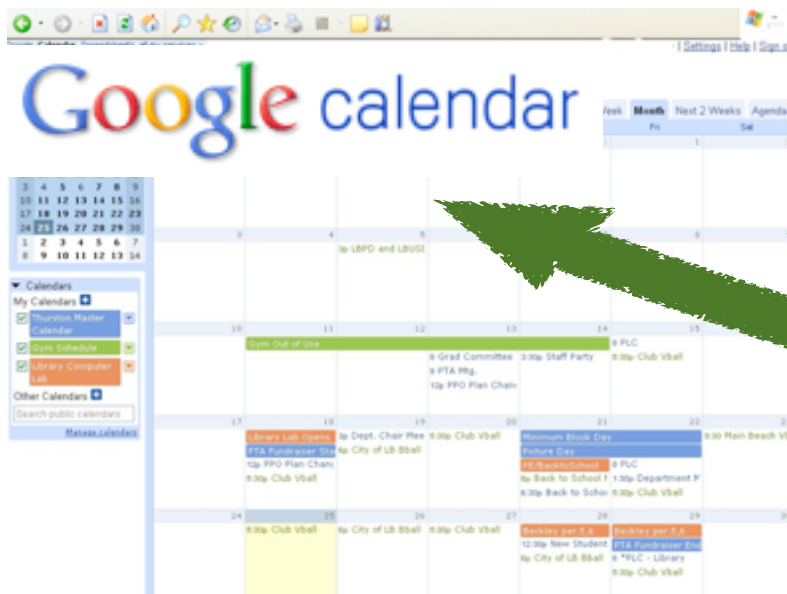 Settings | Help | Sign
Google calendar
Week Month Next 2 Weeks Agenda
Fri Sat
1
3 4 5 6 7 8 9
10 11 12 13 14 15 16
17 18 19 20 21 22 23
24 25 26 27 28 29 30
1 2 3 4 5 6 7
8 9 10 11 12 13 14
Calendars
My Calendars
Thurston Master
Calendar
Gym Schedule
Library Computer
Lab
Other Calendars
Search public calendars
Manage calendars
3 4 5 8
3p LBPD and LBUSD
10 11 12 13 14 15
Gym Out of Use
8 PLC
8 Grad Committee 3:30p Staff Party 6:30p Club Vball
9 PTA Mtg.
12p PPO Plan Chan
17 18 19 20 21 22
Library Lab Opens 3p Dept. Chair Mee 6:30p Club Vball Minimum Block Day 9:30 Main Beach
PTA Fundraiser Sta 6p City of LB Bball Picture Day
12p PPO Plan Chan PE/BacktoSchool 8 PLC
6:30p Club Vball 6p Back to School 1:30p Department M
6:30p Back to Schoo 6:30p Club Vball
24 25 26 27 28 29 30
6:30p Club Vball 6p City of LB Bball 6:30p Club Vball Beckley per.5,6 Beckley per.5,6
12:30p New Student PTA Fundraiser End
6p City of LB Bball 8 *PLC - Library
6:30p Club Vball